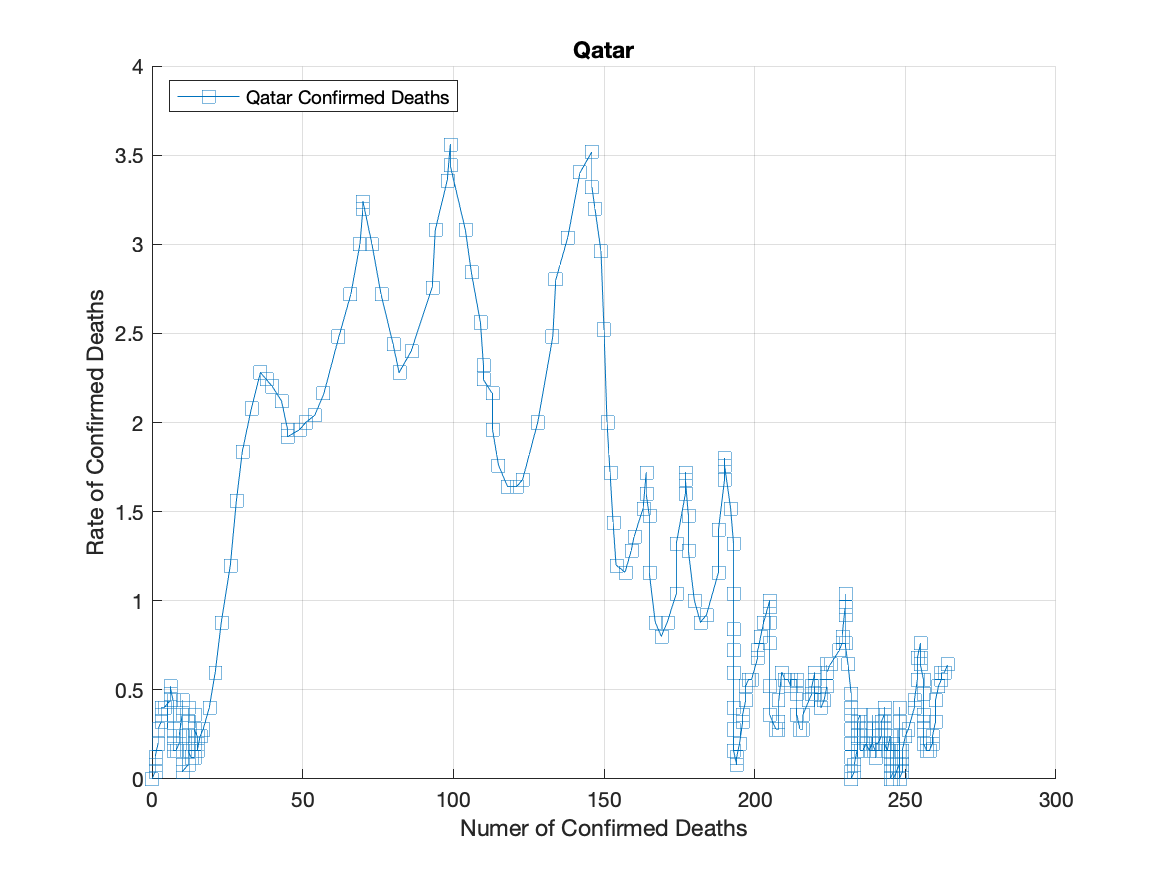 Qatar
Qatar Confirmed Deaths
4
3.5
3
2.5
2
1.5
1
0.5
0
Rate of Confirmed Deaths
0 50 100 150 200 250 300
Numer of Confirmed Deaths